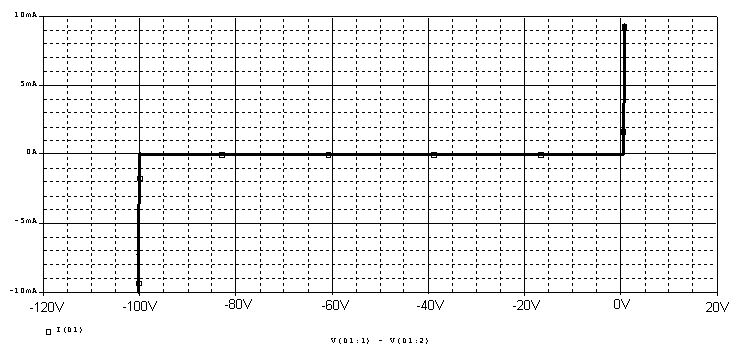 10mA
5mA
0A
-5mA
-10mA
-120V -100V -80V -60V -40V -20V 0V 20V
I(D1)
V(D1:1) - V(D1:2)